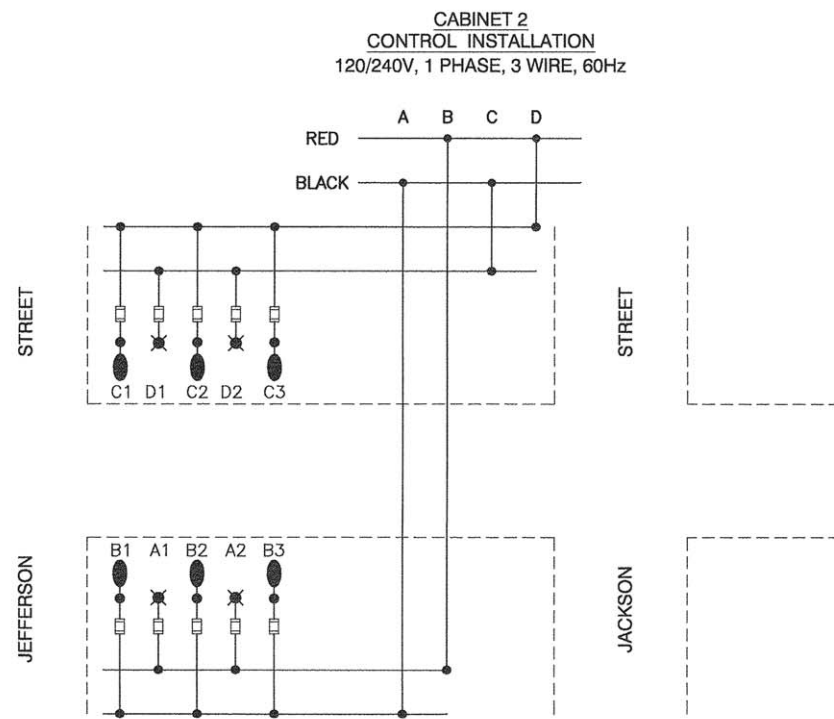 CABINET 2
CONTROL INSTALLATION
120/240V, 1 PHASE, 3 WIRE, 60Hz
A B C D
RED
BLACK
STREET
STREET
C1 D1 C2 D2 C3
B1 A1 B2 A2 B3
JEFFERSON
JACKSON